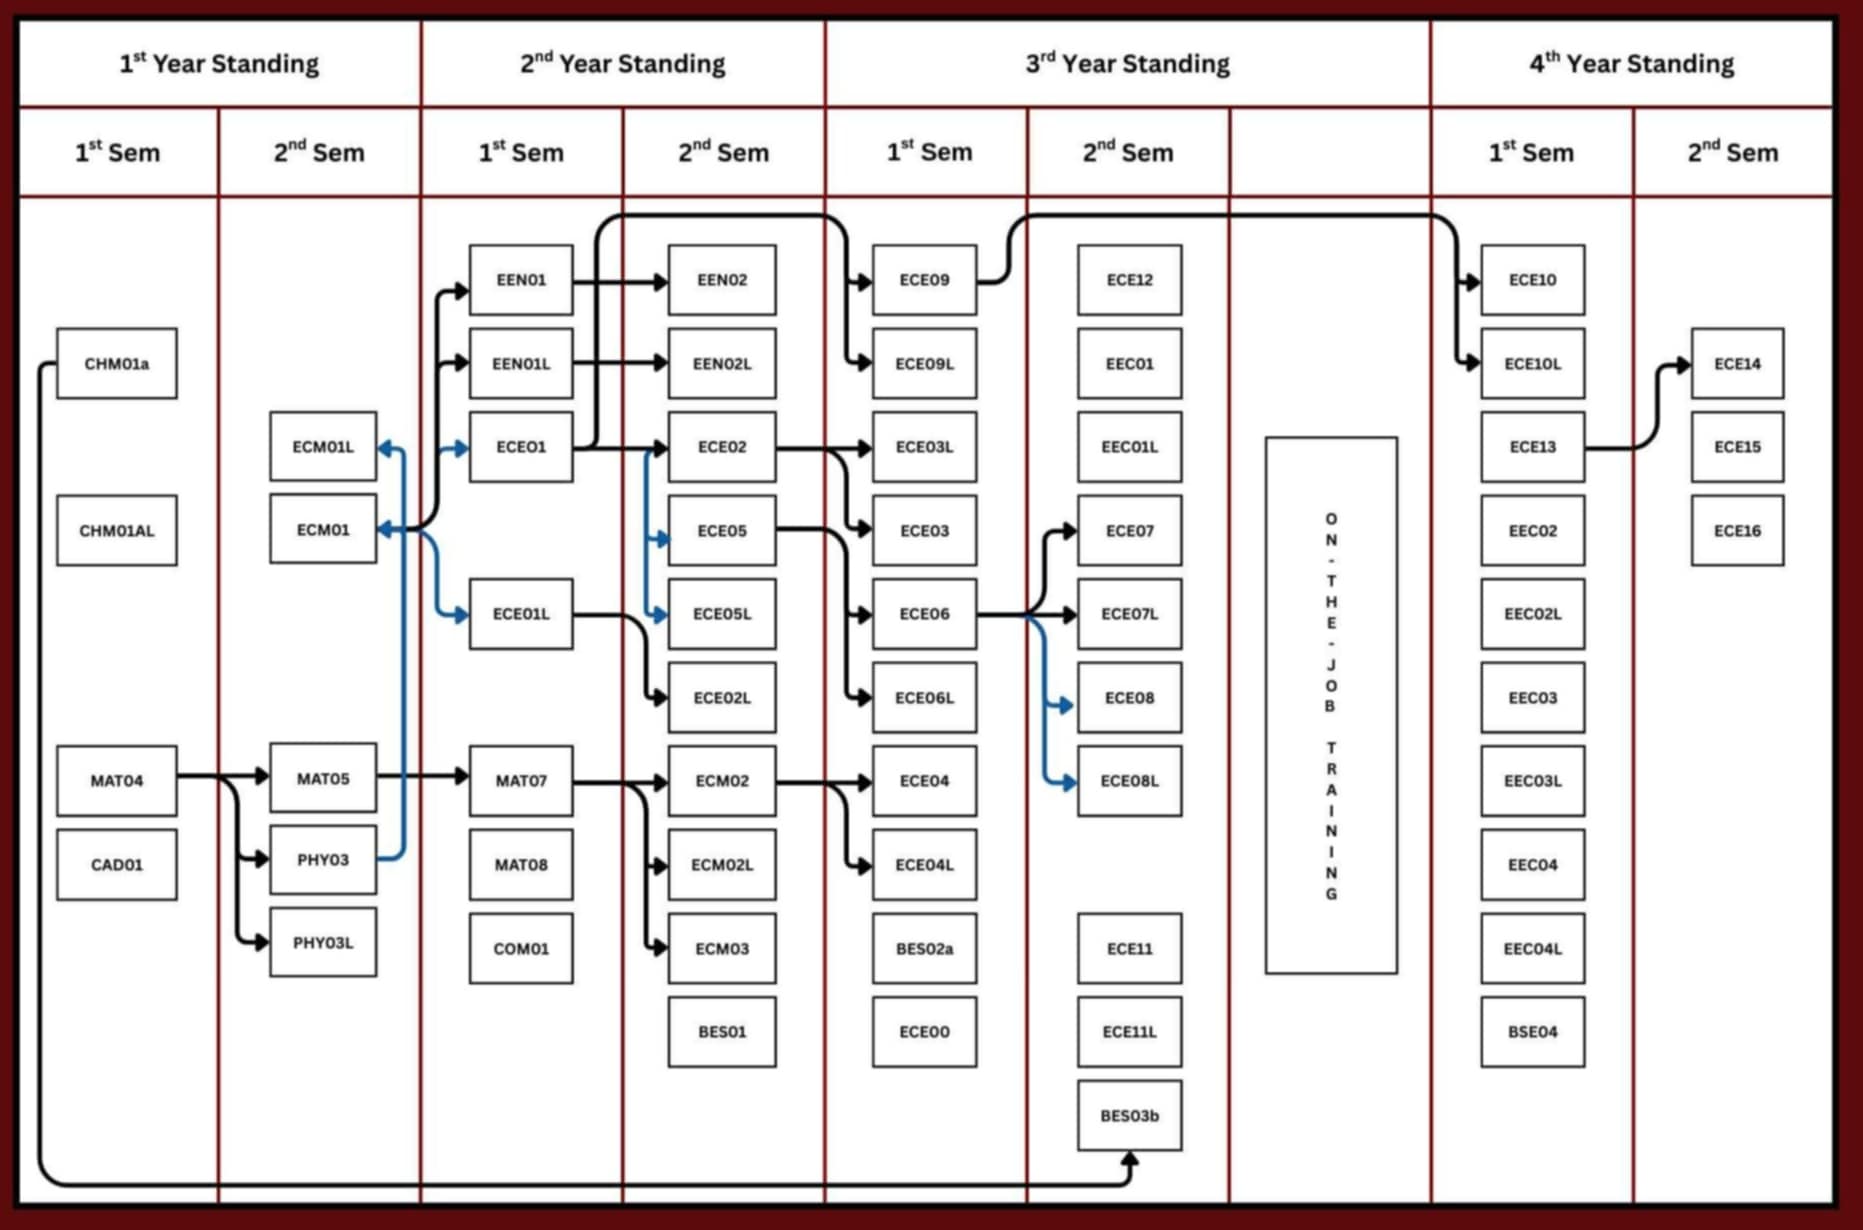 1st Year Standing
2nd Year Standing
3rd Year Standing
4th Year Standing
1st Sem
2nd Sem
1st Sem
2nd Sem
1st Sem
2nd Sem
1st Sem
2nd Sem
CHM01a
CHM01AL
MAT04
CAD01
ECM01L
ECM01
MAT05
PHY03
PHY03L
EEN01
EEN01L
ECE01
ECE01L
MAT07
MAT08
COM01
EEN02
EEN02L
ECE02
ECE05
ECE05L
ECE02L
ECM02
ECM02L
ECM03
BES01
ECE09
ECE09L
ECE03L
ECE03
ECE06
ECE06L
ECE04
ECE04L
BES02a
ECE00
ECE12
EEC01
EEC01L
ECE07
ECE07L
ECE08
ECE08L
ECE11
ECE11L
BES03b
ON-THE-JOB TRAINING
ECE10
ECE10L
ECE13
EEC02
EEC02L
EEC03
EEC03L
EEC04
EEC04L
BSE04
ECE14
ECE15
ECE16